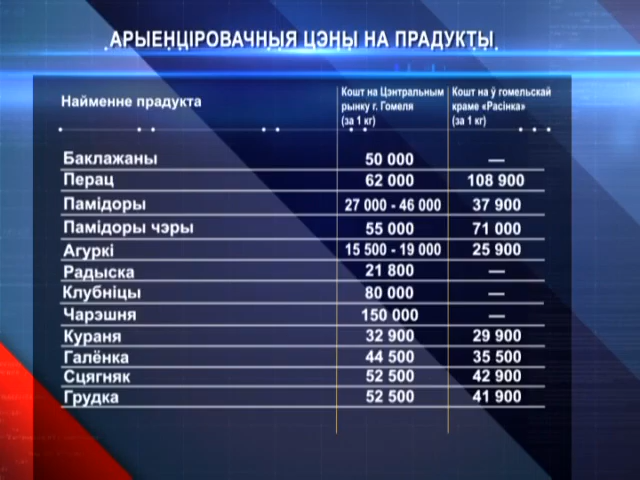 АРЫЕНЦІРОВАЧНЫЯ ЦЭНЫ НА ПРАДУКТЫ
Найменне прадукта
Кошт на Цэнтральным
рынку г. Гомеля
(за 1 кг)
Кошт на ў гомельскай
краме «Расінка»
(за 1 кг)
Баклажаны 50 000 —
Перац 62 000 108 900
Памідоры 27 000 - 46 000 37 900
Памідоры чэры 55 000 71 000
Агуркі 15 500 - 19 000 25 900
Радыска 21 800 —
Клубніцы 80 000 —
Чарэшня 150 000 —
Кураня 32 900 29 900
Галёнка 44 500 35 500
Сцягняк 52 500 42 900
Грудка 52 500 41 900